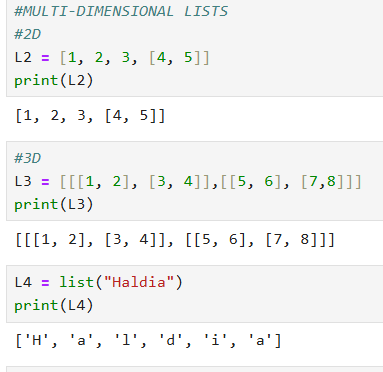 #MULTI-DIMENSIONAL LISTS
#2D
L2 = [1, 2, 3, [4, 5]]
print(L2)
[1, 2, 3, [4, 5]]
#3D
L3 = [[[1, 2], [3, 4]],[[5, 6], [7,8]]]
print(L3)
[[[1, 2], [3, 4]], [[5, 6], [7, 8]]]
L4 = list("Haldia")
print(L4)
['H', 'a', 'l', 'd', 'i', 'a']